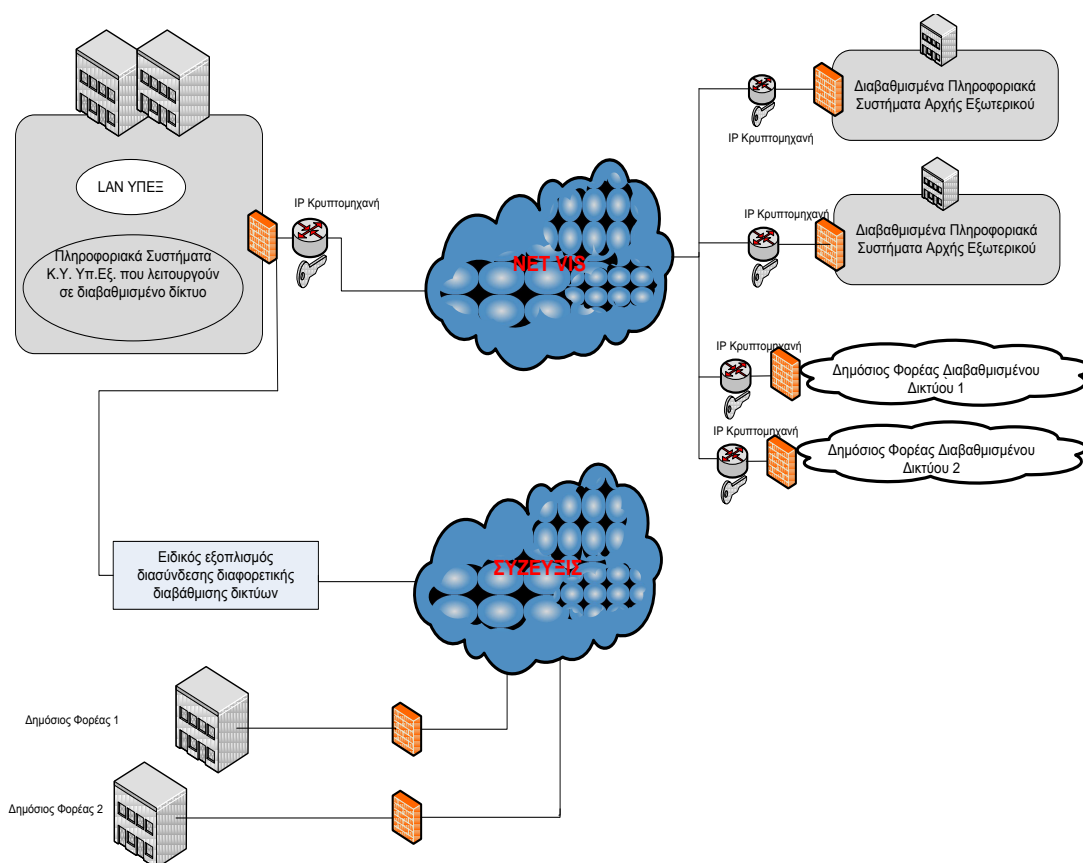 Διαβαθμισμένα Πληροφοριακά
Συστήματα Αρχής Εξωτερικού
IP Κρυπτομηχανή
LAN ΥΠΕΞ
IP Κρυπτομηχανή
Πληροφοριακά Συστήματα
Κ.Υ. Υπ.Εξ. που λειτουργούν
σε διαβαθμισμένο δίκτυο
NET VIS
IP Κρυπτομηχανή
Διαβαθμισμένα Πληροφοριακά
Συστήματα Αρχής Εξωτερικού
IP Κρυπτομηχανή
Δημόσιος Φορέας Διαβαθμισμένου
Δικτύου 1
IP Κρυπτομηχανή
Δημόσιος Φορέας Διαβαθμισμένου
Δικτύου 2
Ειδικός εξοπλισμός
διασύνδεσης διαφορετικής
διαβάθμισης δικτύων
ΣΥΖΕΥΞΙΣ
Δημόσιος Φορέας 1
Δημόσιος Φορέας 2